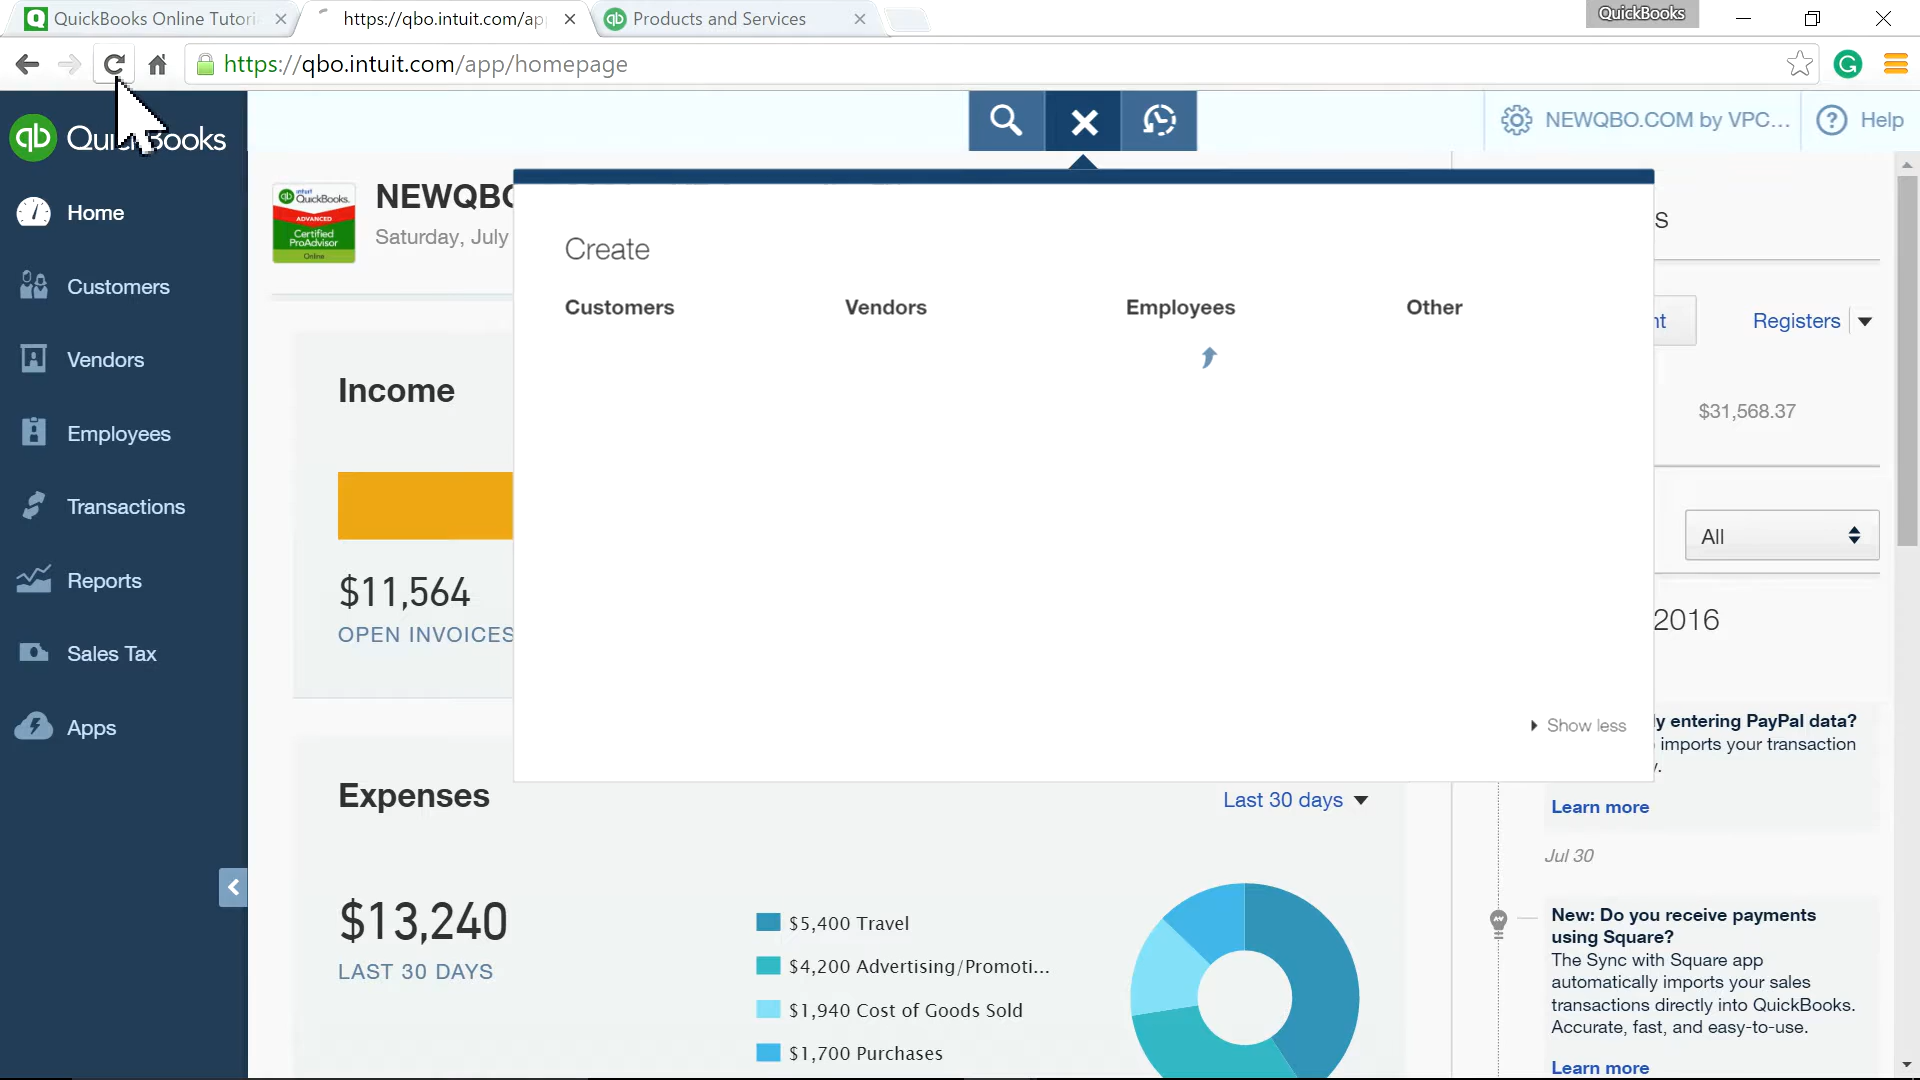 QuickBooks Online Tutori
https://qbo.intuit.com/ap
Products and Services
QuickBooks
https://qbo.intuit.com/app/homepage
G
qb QuickBooks
NEWQBO.COM by VPC...
? Help
Home
Customers
Vendors
Employees
Transactions
Reports
Sales Tax
Apps
intuit
qb QuickBooks.
ADVANCED
Certified
ProAdvisor
Online
NEWQBO
Saturday, July
Income
$11,564
OPEN INVOICES
Create
Customers
Vendors
Employees
Other
Show less
S
nt
Registers
$31,568.37
All
2016
ly entering PayPal data?
imports your transaction
y.
Learn more
Jul 30
New: Do you receive payments
using Square?
The Sync with Square app
automatically imports your sales
transactions directly into QuickBooks.
Accurate, fast, and easy-to-use.
Learn more
Expenses
Last 30 days
$13,240
LAST 30 DAYS
$5,400 Travel
$4,200 Advertising/Promoti...
$1,940 Cost of Goods Sold
$1,700 Purchases